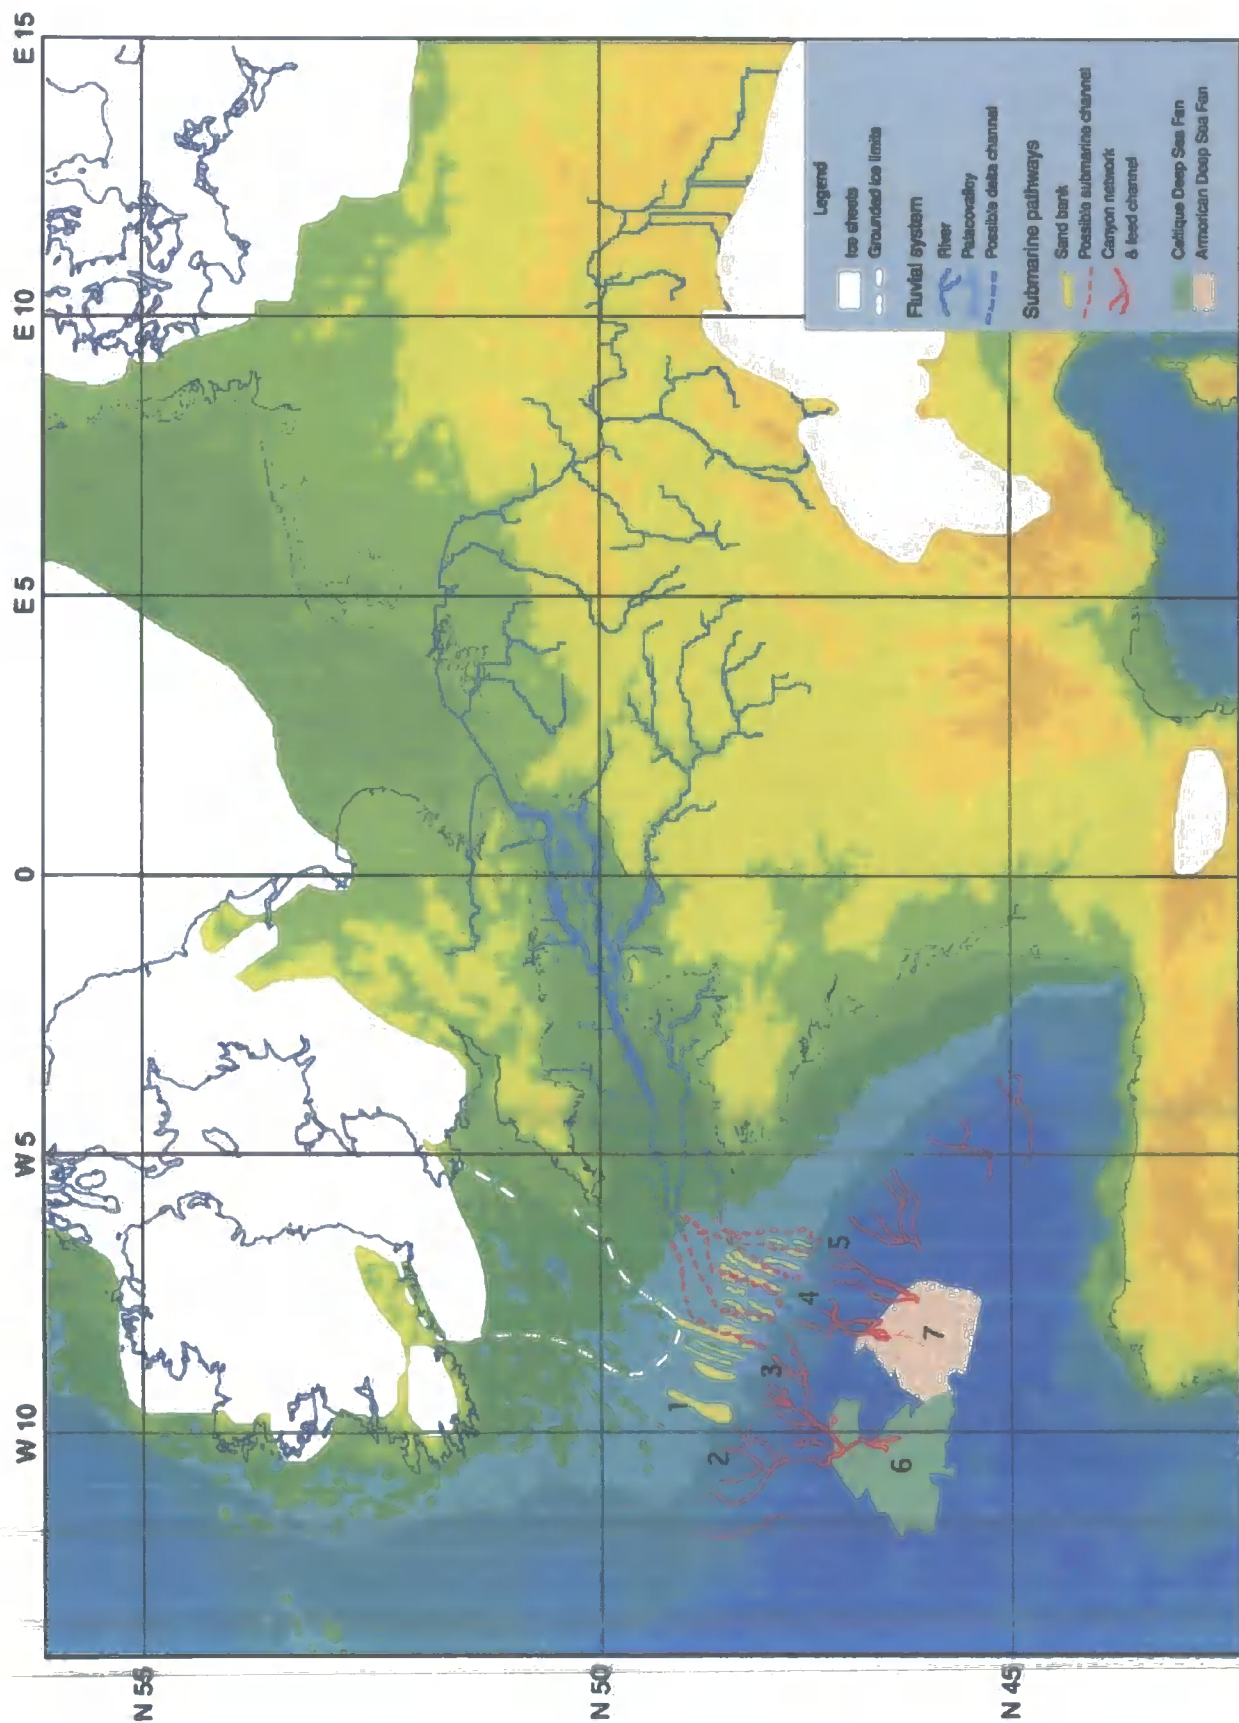 W 10
W 5
0
E 5
E 10
E 15
N 55
N 50
N 45
1
2
3
4
5
6
7
Legend
Ice sheets
Grounded ice limits
Fluvial system
River
Palaeovalley
Possible delta channel
Submarine pathways
Sand bank
Possible submarine channel
Canyon network
& feed channel
Celtique Deep Sea Fan
Armorican Deep Sea Fan